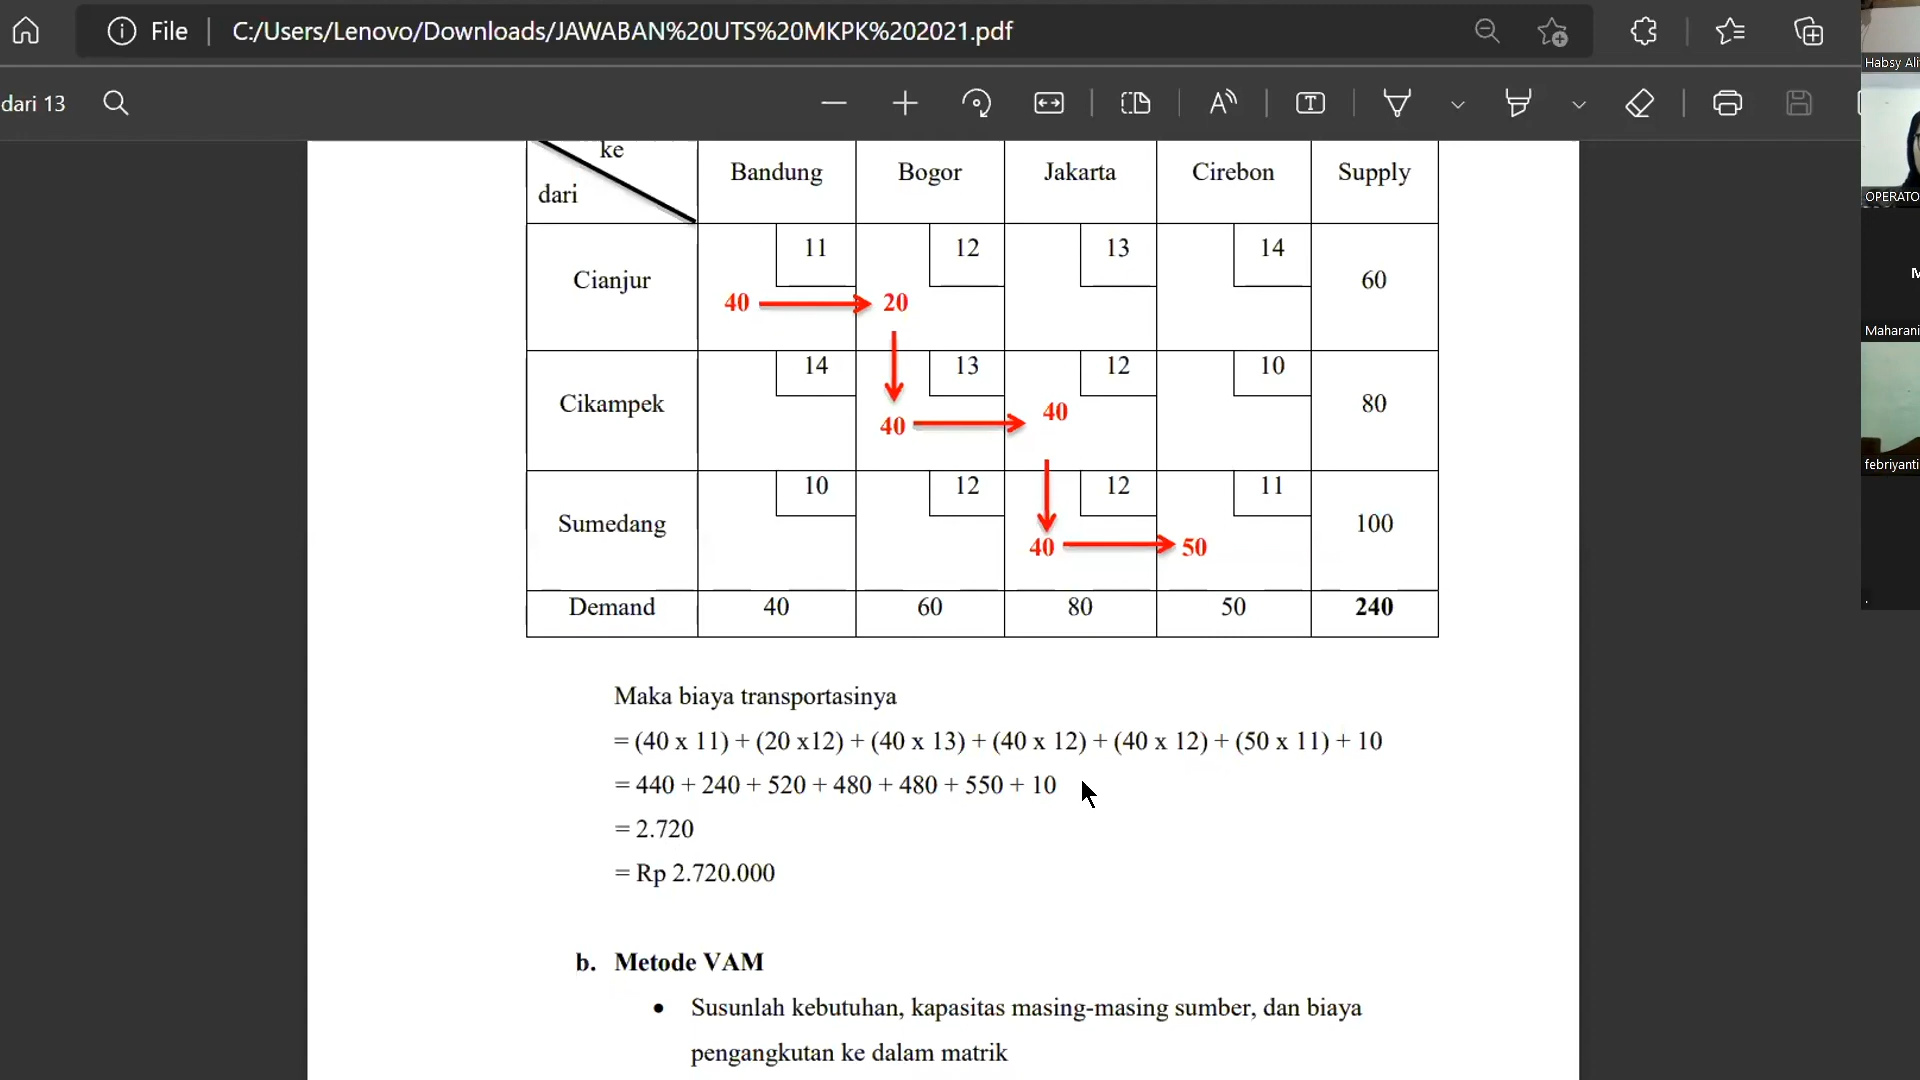 File
C:/Users/Lenovo/Downloads/JAWABAN%20UTS%20MKPK%202021.pdf
dari 13
Habsy Ali
OPERATO
M
Maharani
febriyanti
.
ke
dari
Bandung Bogor Jakarta Cirebon Supply
11 12 13 14
Cianjur 60
40 20
14 13 12 10
Cikampek 80
40 40
10 12 12 11
Sumedang 100
40 50
Demand 40 60 80 50 240
Maka biaya transportasinya
= (40 x 11) + (20 x12) + (40 x 13) + (40 x 12) + (40 x 12) + (50 x 11) + 10
= 440 + 240 + 520 + 480 + 480 + 550 + 10
= 2.720
= Rp 2.720.000
b. Metode VAM
• Susunlah kebutuhan, kapasitas masing-masing sumber, dan biaya
pengangkutan ke dalam matrik